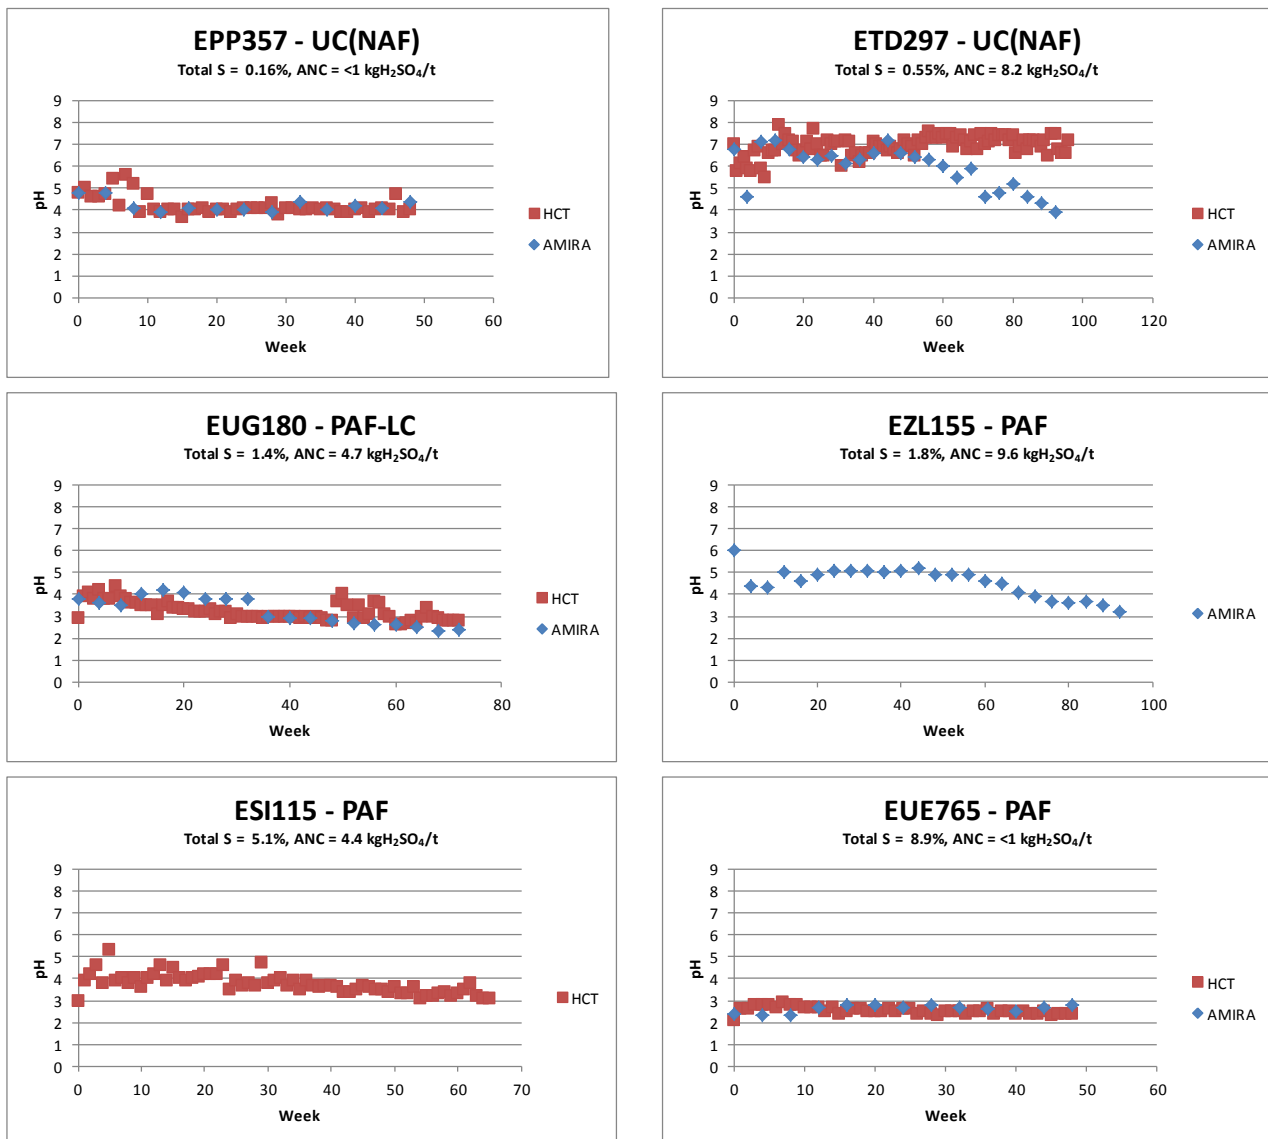 EPP357 - UC(NAF)
Total S = 0.16%, ANC = <1 kgH₂SO₄/t
9
8
7
6
5
4
3
2
1
0
pH
0 10 20 30 40 50 60
Week
HCT
AMIRA
ETD297 - UC(NAF)
Total S = 0.55%, ANC = 8.2 kgH₂SO₄/t
9
8
7
6
5
4
3
2
1
0
pH
0 20 40 60 80 100 120
Week
HCT
AMIRA
EUG180 - PAF-LC
Total S = 1.4%, ANC = 4.7 kgH₂SO₄/t
9
8
7
6
5
4
3
2
1
0
pH
0 20 40 60 80
Week
HCT
AMIRA
EZL155 - PAF
Total S = 1.8%, ANC = 9.6 kgH₂SO₄/t
9
8
7
6
5
4
3
2
1
0
pH
0 20 40 60 80 100
Week
AMIRA
ESI115 - PAF
Total S = 5.1%, ANC = 4.4 kgH₂SO₄/t
9
8
7
6
5
4
3
2
1
0
pH
0 10 20 30 40 50 60 70
Week
HCT
EUE765 - PAF
Total S = 8.9%, ANC = <1 kgH₂SO₄/t
9
8
7
6
5
4
3
2
1
0
pH
0 10 20 30 40 50 60
Week
HCT
AMIRA